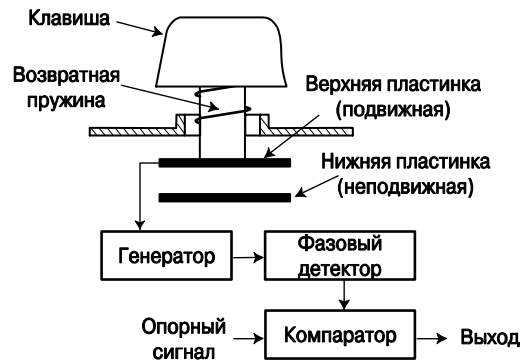 Клавиша
Возвратная
пружина
Верхняя пластинка
(подвижная)
Нижняя пластинка
(неподвижная)
Генератор
Фазовый
детектор
Опорный
сигнал
Компаратор
Выход